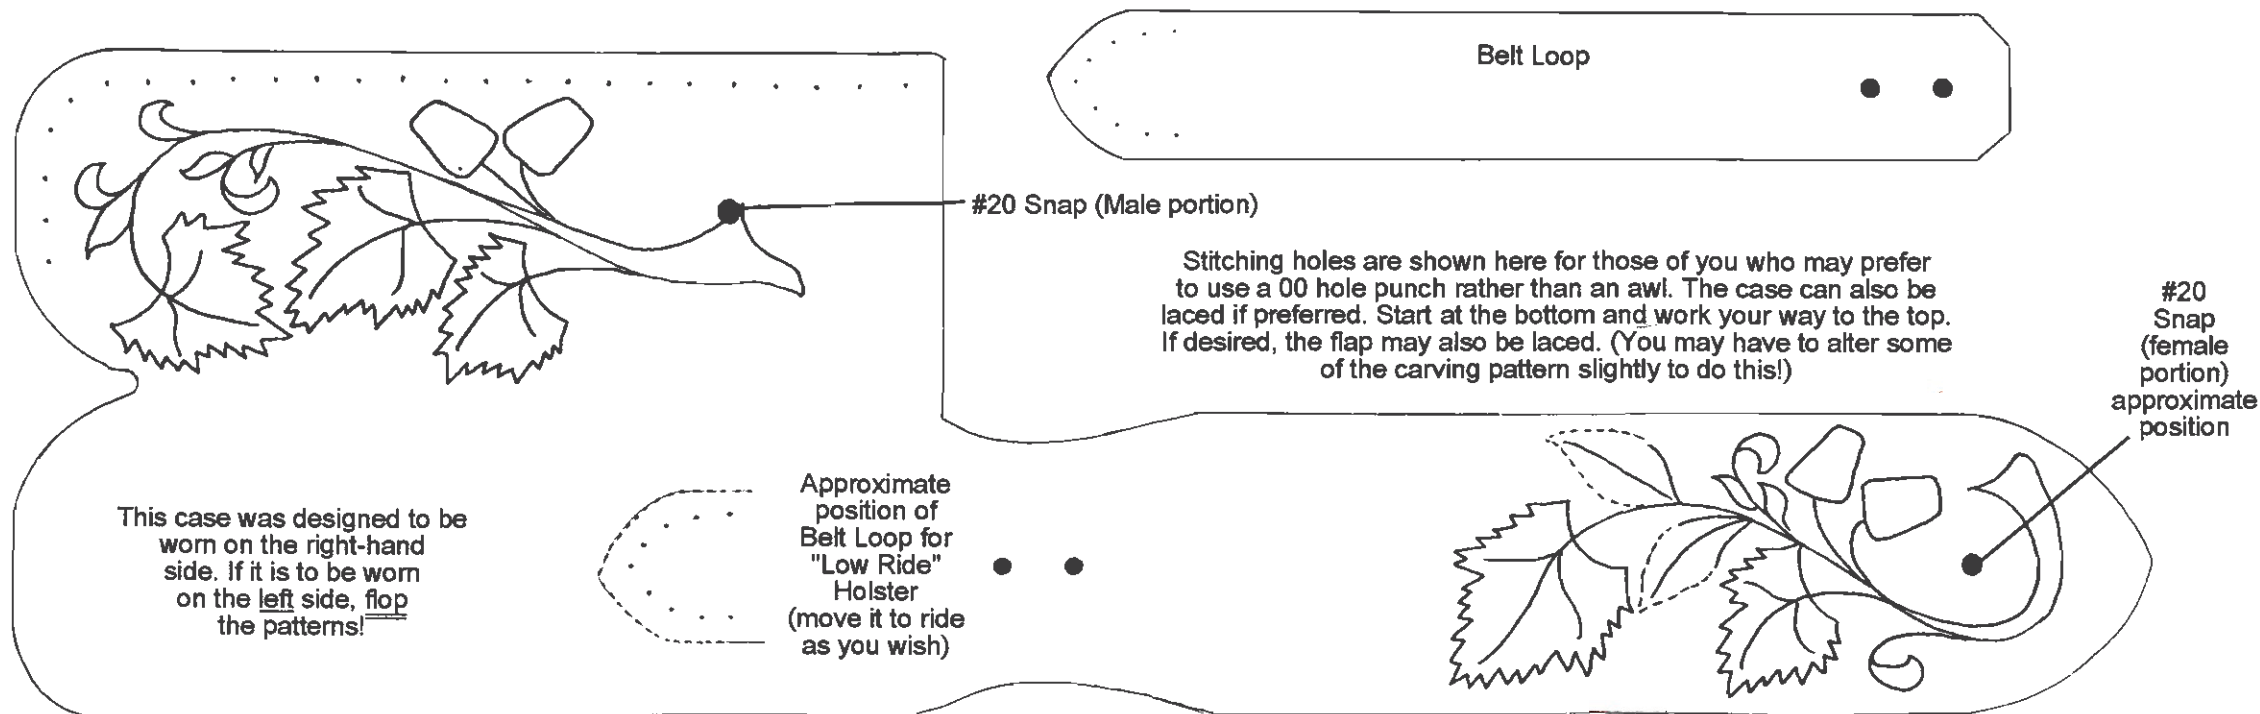 Belt Loop
#20 Snap (Male portion)
Stitching holes are shown here for those of you who may prefer
to use a 00 hole punch rather than an awl. The case can also be
laced if preferred. Start at the bottom and work your way to the top.
If desired, the flap may also be laced. (You may have to alter some
of the carving pattern slightly to do this!)
#20
Snap
(female
portion)
approximate
position
This case was designed to be
worn on the right-hand
side. If it is to be worn
on the left side, flop
the patterns!
Approximate
position of
Belt Loop for
"Low Ride"
Holster
(move it to ride
as you wish)